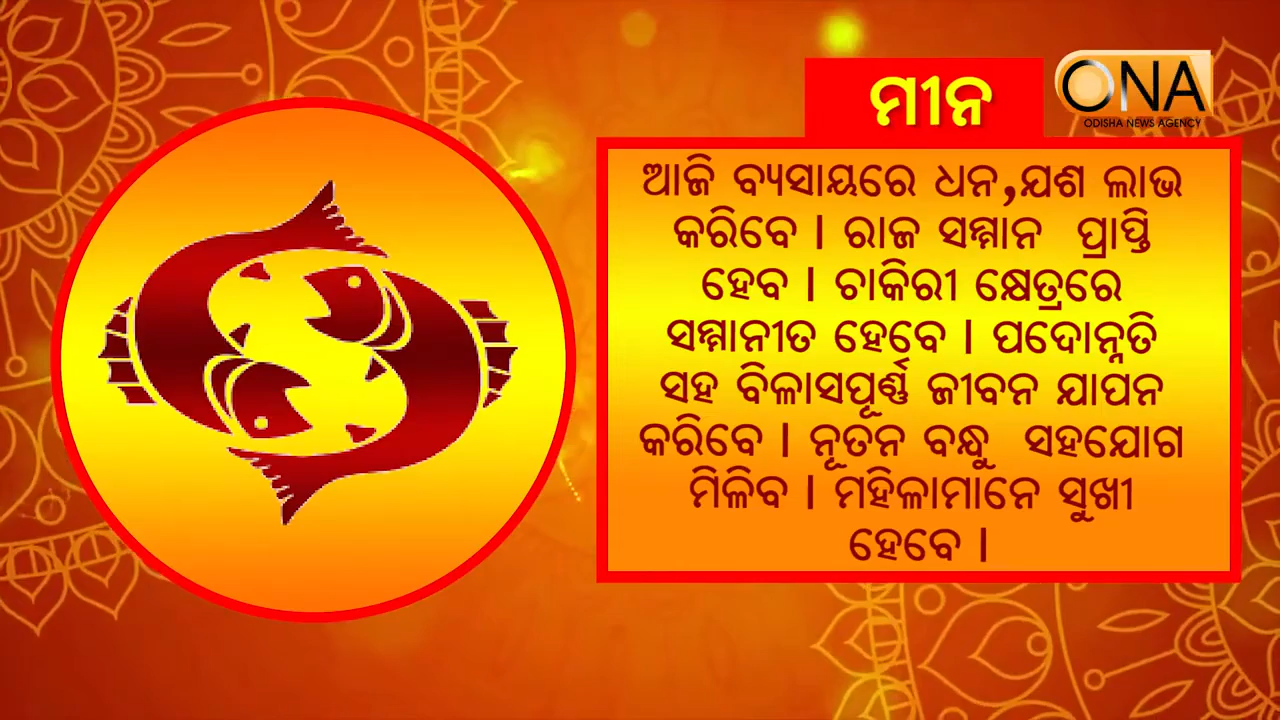 ମୀନ
ONA
ODISHA NEWS AGENCY
ଆଜି ବ୍ୟସାୟରେ ଧନ,ଯଶ ଲାଭ
କରିବେ | ରାଜ ସମ୍ମାନ ପ୍ରାପ୍ତି
ହେବ | ଚାକିରୀ କ୍ଷେତ୍ରରେ
ସମ୍ମାନୀତ ହେବେ | ପଦୋନ୍ନତି
ସହ ବିଳାସପୂର୍ଣ୍ଣ ଜୀବନ ଯାପନ
କରିବେ | ନୂତନ ବନ୍ଧୁ ସହଯୋଗ
ମିଳିବ | ମହିଳାମାନେ ସୁଖୀ
ହେବେ |